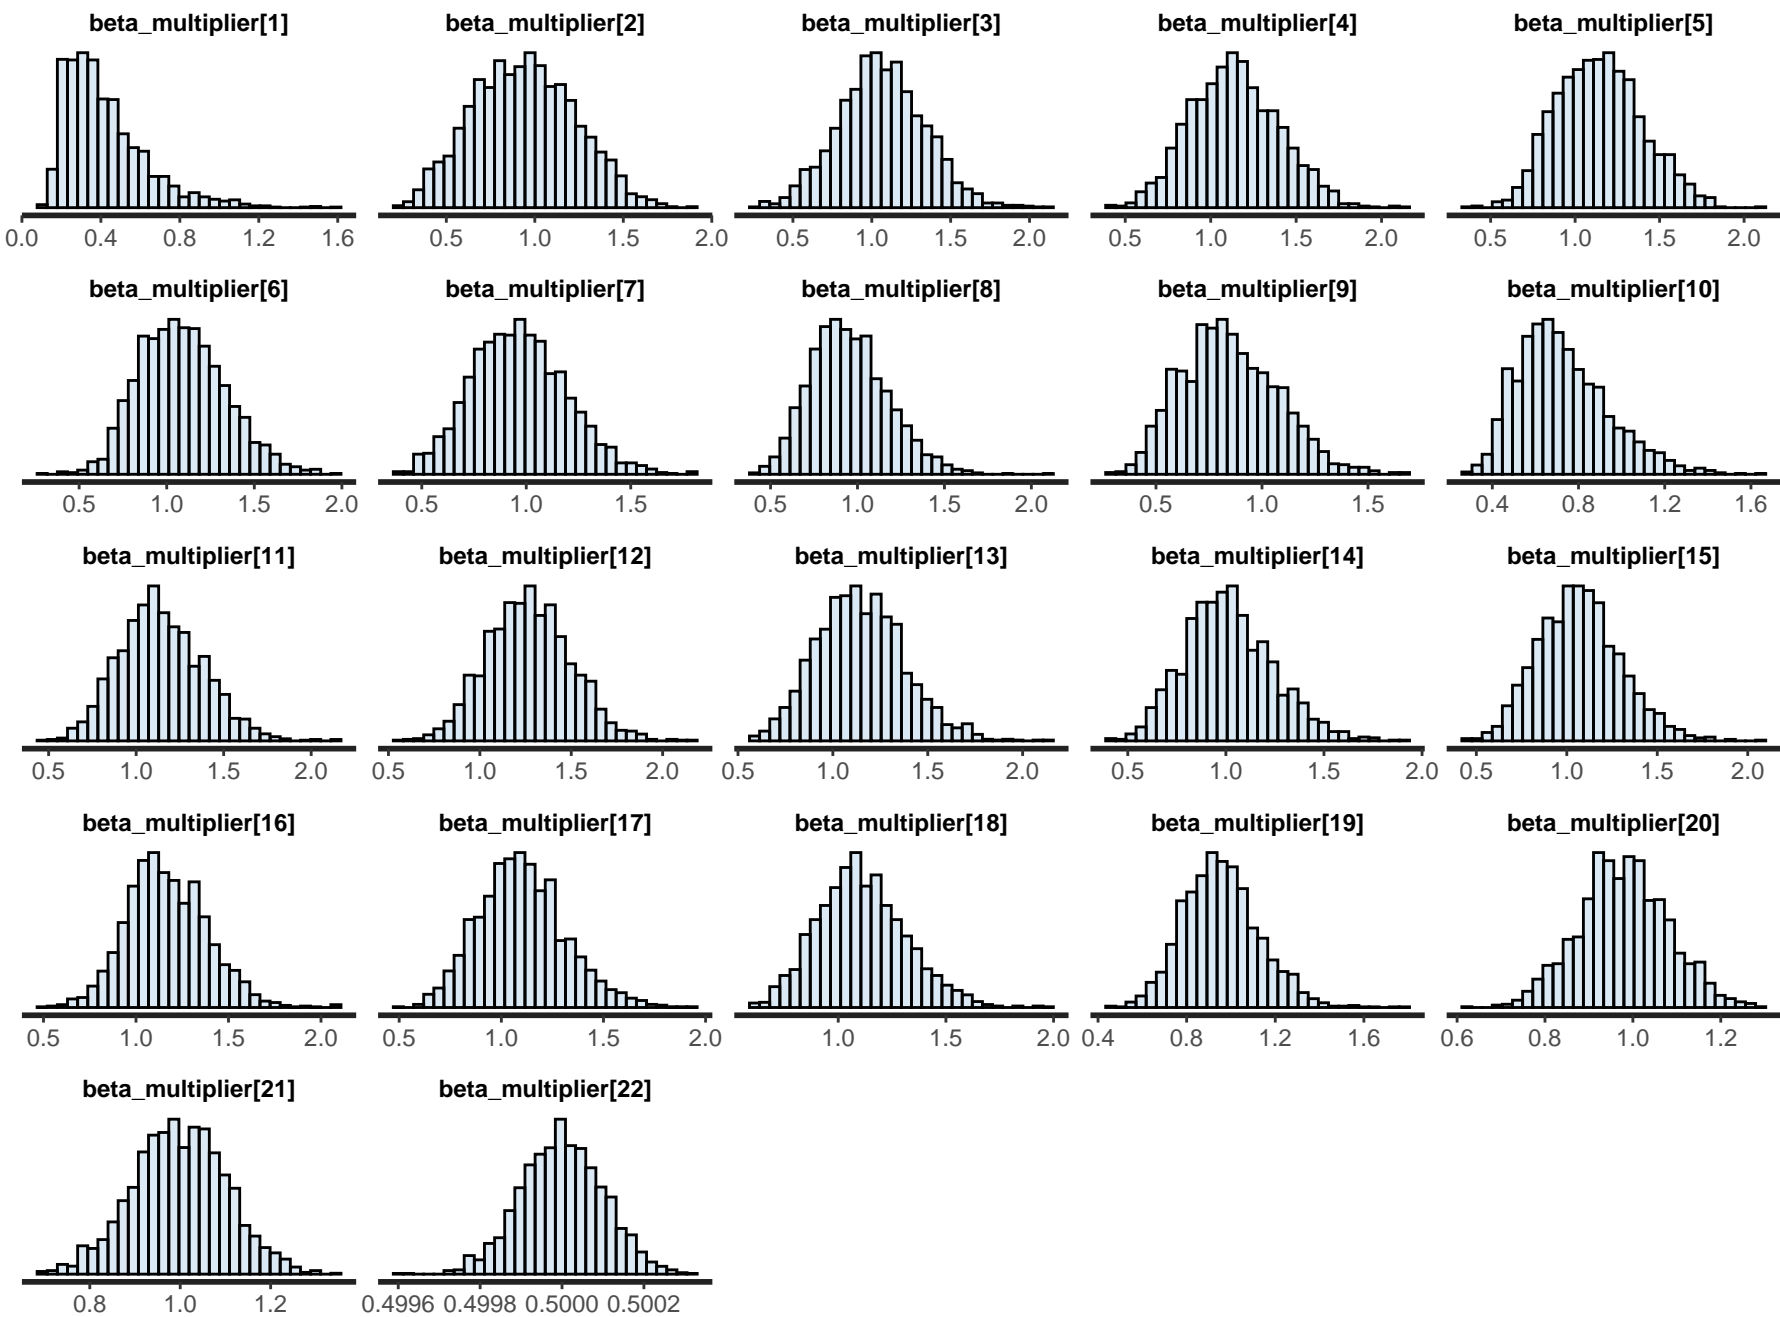 beta_multiplier[1] beta_multiplier[2] beta_multiplier[3] beta_multiplier[4] beta_multiplier[5]
0.0 0.4 0.8 1.2 1.6 0.5 1.0 1.5 2.0 0.5 1.0 1.5 2.0 0.5 1.0 1.5 2.0 0.5 1.0 1.5 2.0
beta_multiplier[6] beta_multiplier[7] beta_multiplier[8] beta_multiplier[9] beta_multiplier[10]
0.5 1.0 1.5 2.0 0.5 1.0 1.5 0.5 1.0 1.5 2.0 0.5 1.0 1.5 0.4 0.8 1.2 1.6
beta_multiplier[11] beta_multiplier[12] beta_multiplier[13] beta_multiplier[14] beta_multiplier[15]
0.5 1.0 1.5 2.0 0.5 1.0 1.5 2.0 0.5 1.0 1.5 2.0 0.5 1.0 1.5 2.0 0.5 1.0 1.5 2.0
beta_multiplier[16] beta_multiplier[17] beta_multiplier[18] beta_multiplier[19] beta_multiplier[20]
0.5 1.0 1.5 2.0 0.5 1.0 1.5 2.0 1.0 1.5 2.0 0.4 0.8 1.2 1.6 0.6 0.8 1.0 1.2
beta_multiplier[21] beta_multiplier[22]
0.8 1.0 1.2 0.4996 0.4998 0.5000 0.5002